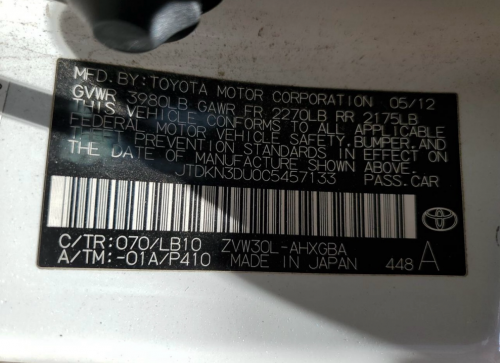 MFD. BY: TOYOTA MOTOR CORPORATION 05/12
GVWR 3980LB GAWR FR 2270LB RR 2175LB
THIS VEHICLE CONFORMS TO ALL APPLICABLE
FEDERAL MOTOR VEHICLE SAFETY, BUMPER, AND
THEFT PREVENTION STANDARDS IN EFFECT ON
THE DATE OF MANUFACTURE SHOWN ABOVE.
JTDKN3DU0C5457133 PASS.CAR
C/TR:070/LB10 ZVW30L-AHXGBA
A/TM:-01A/P410 MADE IN JAPAN 448 A
TOYOTA